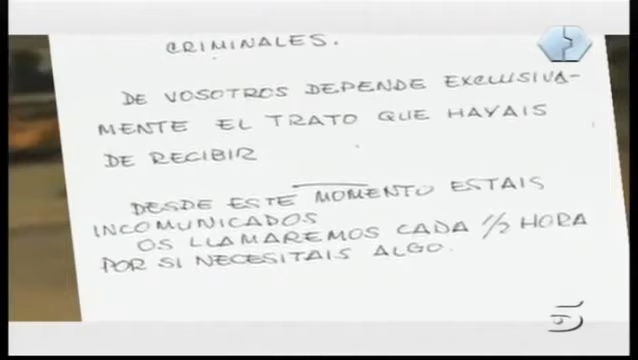 CRIMINALES.
DE VOSOTROS DEPENDE EXCLUSIVA-
MENTE EL TRATO QUE HAYAIS
DE RECIBIR
DESDE ESTE MOMENTO ESTAIS
INCOMUNICADOS
OS LLAMAREMOS CADA 1/2 HORA
POR SI NECESITAIS ALGO.
5